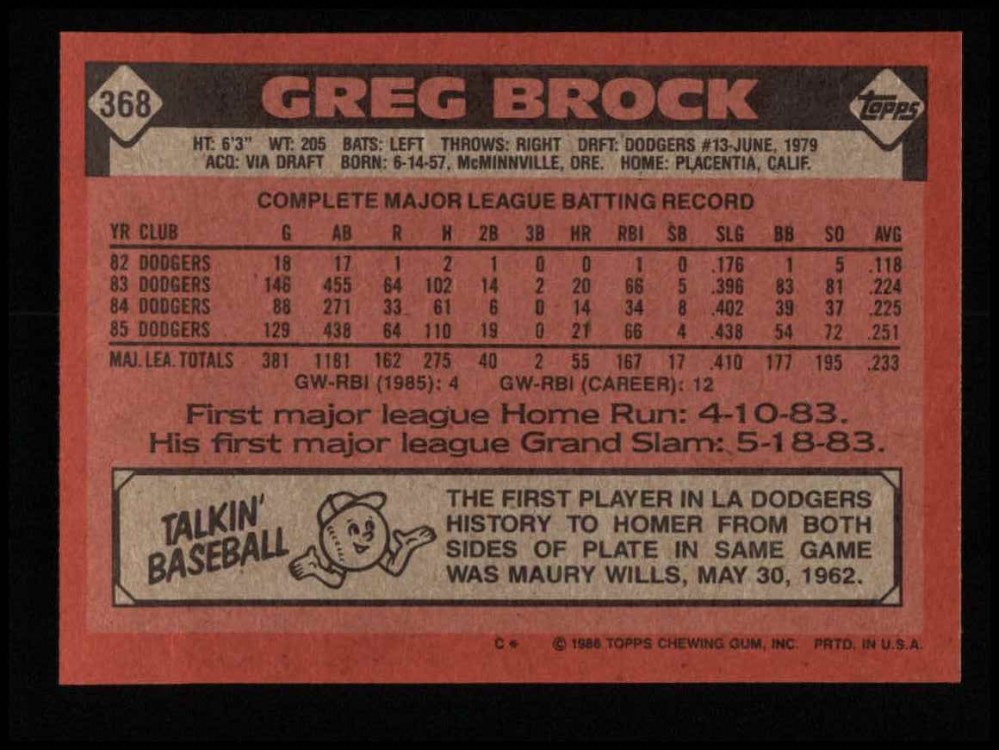 368 GREG BROCK topps
HT: 6'3" WT: 205 BATS: LEFT THROWS: RIGHT DRFT: DODGERS #13-JUNE, 1979
ACQ: VIA DRAFT BORN: 6-14-57, McMINNVILLE, ORE. HOME: PLACENTIA, CALIF.
COMPLETE MAJOR LEAGUE BATTING RECORD
YR CLUB G AB R H 2B 3B HR RBI SB SLG BB SO AVG
82 DODGERS 18 17 1 2 1 0 0 1 0 .176 1 5 .118
83 DODGERS 146 455 64 102 14 2 20 66 5 .396 83 81 .224
84 DODGERS 88 271 33 61 6 0 14 34 8 .402 39 37 .225
85 DODGERS 129 438 64 110 19 0 21 66 4 .438 54 72 .251
MAJ. LEA. TOTALS 381 1181 162 275 40 2 55 167 17 .410 177 195 .233
GW-RBI (1985): 4 GW-RBI (CAREER): 12
First major league Home Run: 4-10-83.
His first major league Grand Slam: 5-18-83.
TALKIN'
BASEBALL
THE FIRST PLAYER IN LA DODGERS
HISTORY TO HOMER FROM BOTH
SIDES OF PLATE IN SAME GAME
WAS MAURY WILLS, MAY 30, 1962.
C * © 1986 TOPPS CHEWING GUM, INC. PRTD. IN U.S.A.